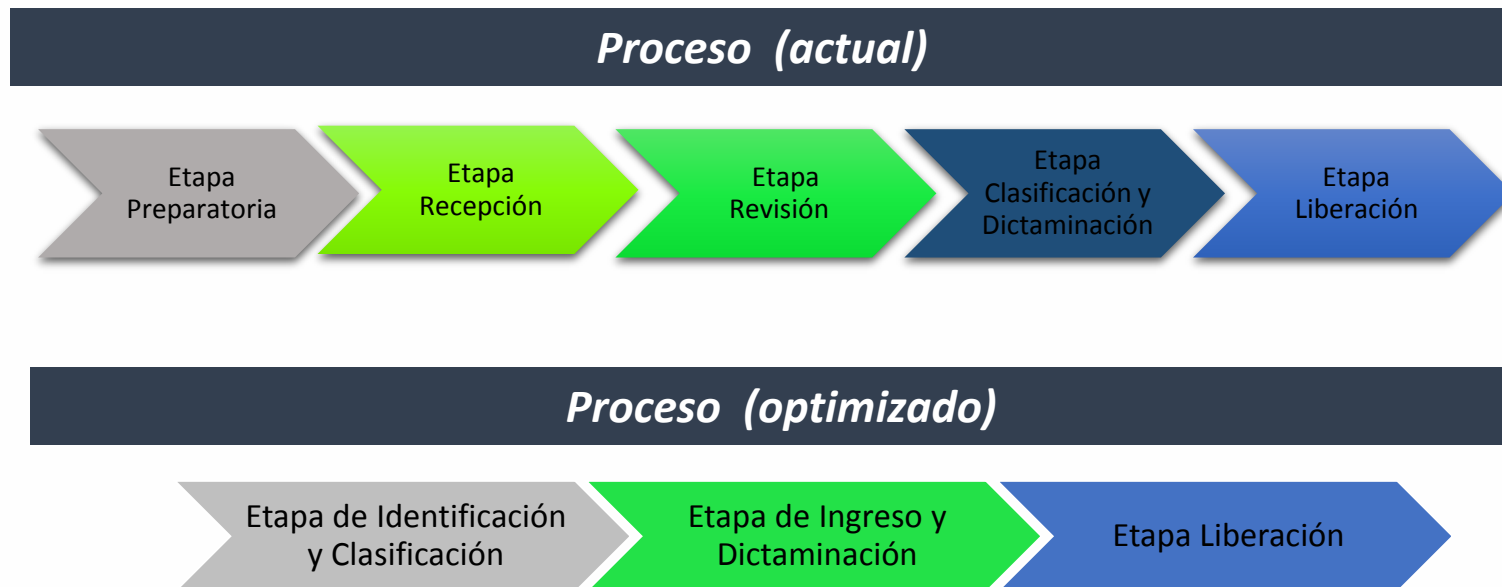 Proceso  (actual)
Etapa
Preparatoria
Etapa
Recepción
Etapa
Revisión
Etapa
Clasificación y
Dictaminación
Etapa
Liberación
Proceso  (optimizado)
Etapa de Identificación
y Clasificación
Etapa de Ingreso y
Dictaminación
Etapa Liberación